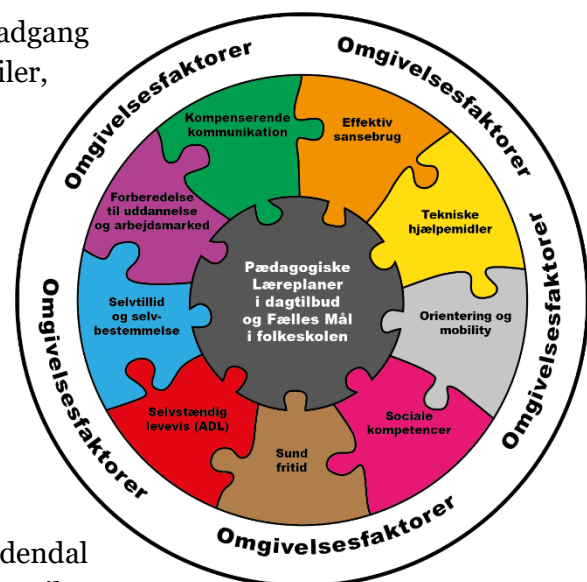 adgang
iler,
Omgivelsesfaktorer
Omgivelsesfaktorer
Omgivelsesfaktorer
Omgivelsesfaktorer
Omgivelsesfaktorer
Kompenserende
kommunikation
Effektiv
sansebrug
Tekniske
hjælpemidler
Orientering og
mobility
Sociale
kompetencer
Sund
fritid
Selvstændig
levevis (ADL)
Selvtillid
og selv-
bestemmelse
Forberedelse
til uddannelse
og arbejdsmarked
Pædagogiske
Læreplaner
i dagtilbud
og Fælles Mål
i folkeskolen
dendal